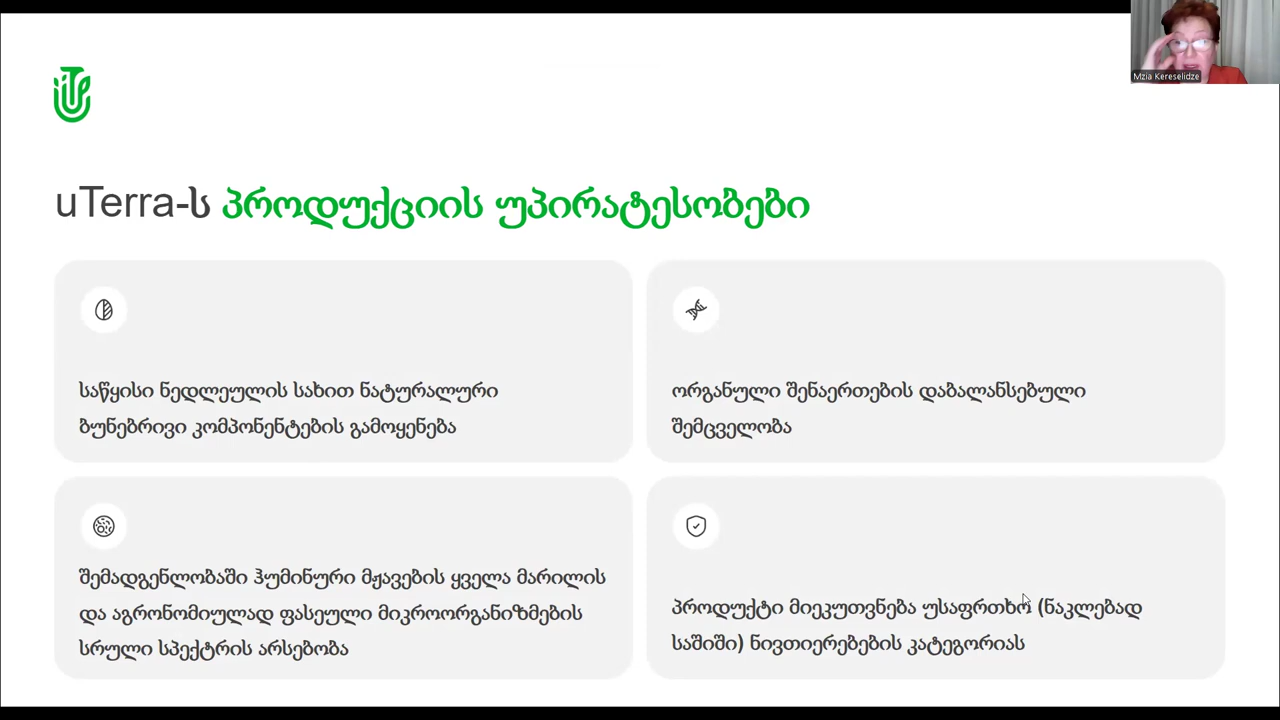 Mzia Kereselidze
uTerra-ს პროდუქციის უპირატესობები
საწყისი ნედლეულის სახით ნატურალური
ბუნებრივი კომპონენტების გამოყენება
ორგანული შენაერთების დაბალანსებული
შემცველობა
შემადგენლობაში ჰუმინური მჟავების ყველა მარილის
და აგრონომიულად ფასეული მიკროორგანიზმების
სრული სპექტრის არსებობა
პროდუქტი მიეკუთვნება უსაფრთხო (ნაკლებად
საშიში) ნივთიერებების კატეგორიას